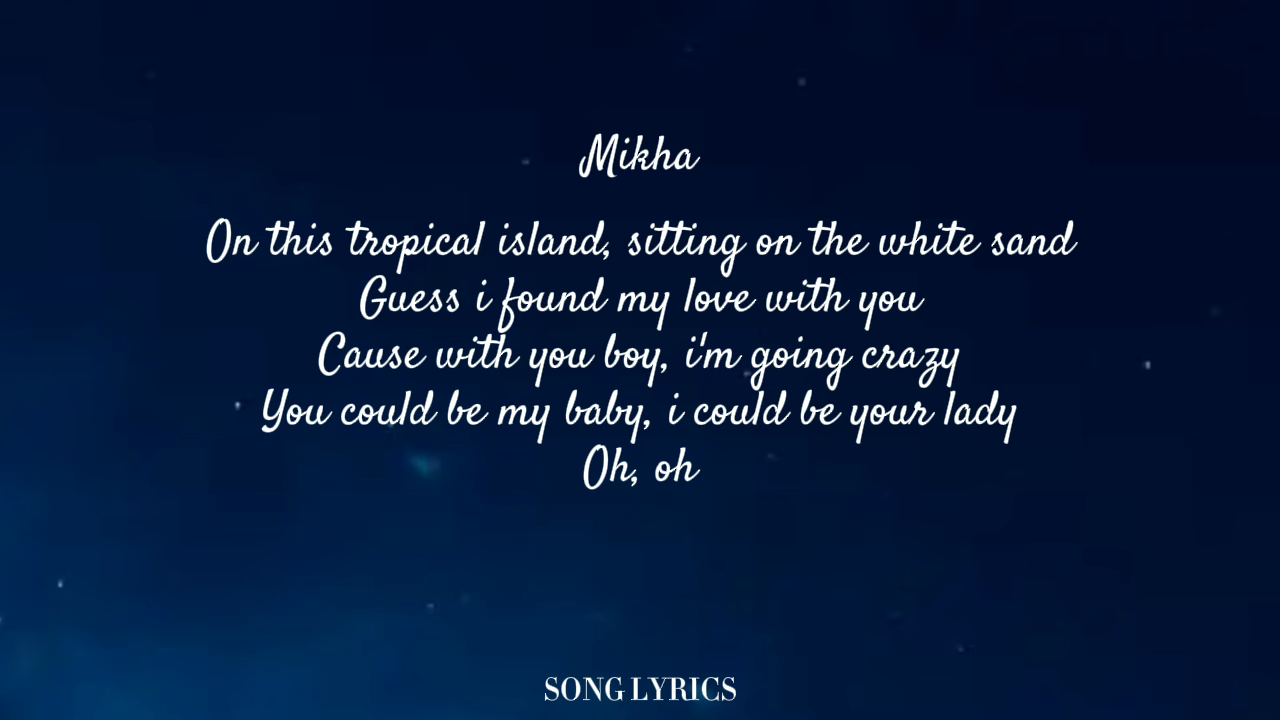 Mikha
On this tropical island, sitting on the white sand
Guess i found my love with you
Cause with you boy, i'm going crazy
You could be my baby, i could be your lady
Oh, oh
SONG LYRICS